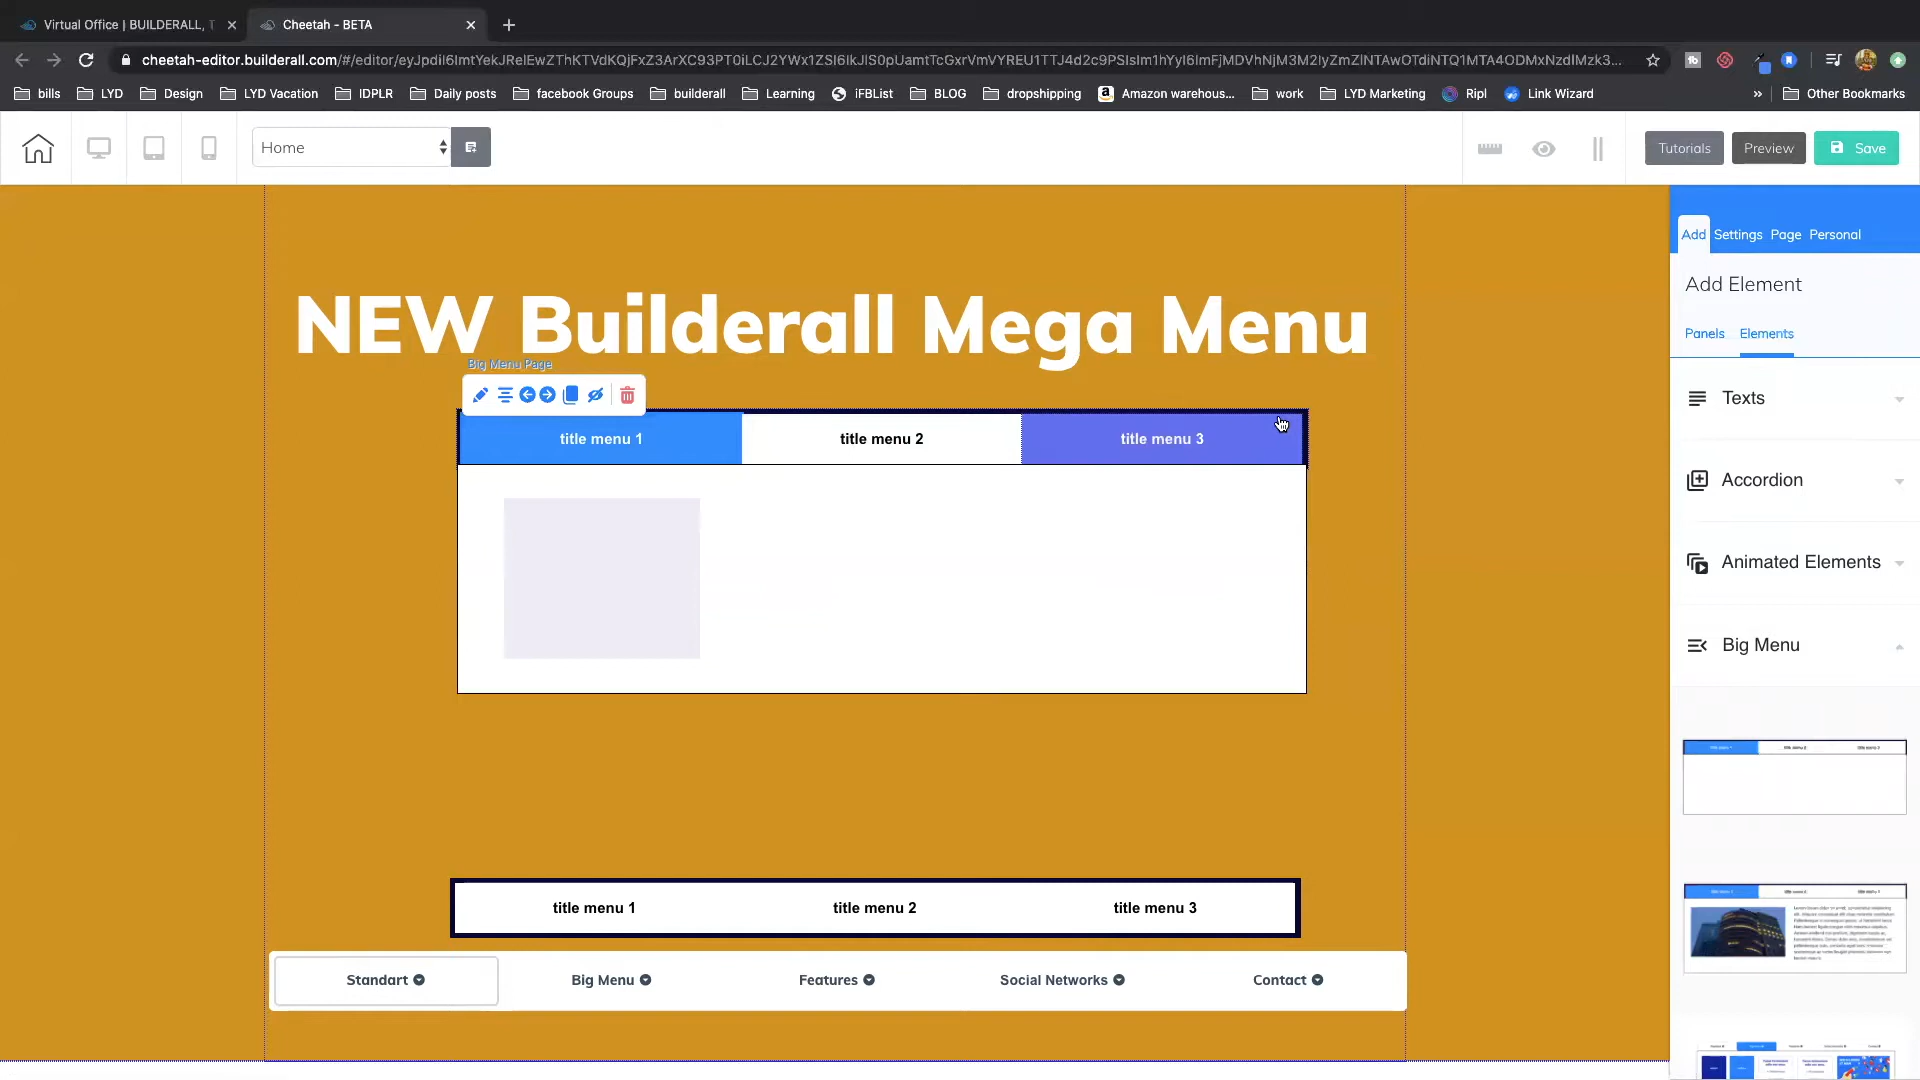 Virtual Office | BUILDERALL, T
Cheetah - BETA
cheetah-editor.builderall.com
bills
LYD
Design
LYD Vacation
IDPLR
Daily posts
facebook Groups
builderall
Learning
iFBList
BLOG
dropshipping
Amazon warehous...
work
LYD Marketing
Ripl
Link Wizard
»
Other Bookmarks
Home
Tutorials
Preview
Save
Add
Settings
Page
Personal
Add Element
Panels
Elements
NEW Builderall Mega Menu
Big Menu Page
title menu 1
title menu 2
title menu 3
Texts
Accordion
Animated Elements
Big Menu
title menu 1
title menu 2
title menu 3
Standart
Big Menu
Features
Social Networks
Contact